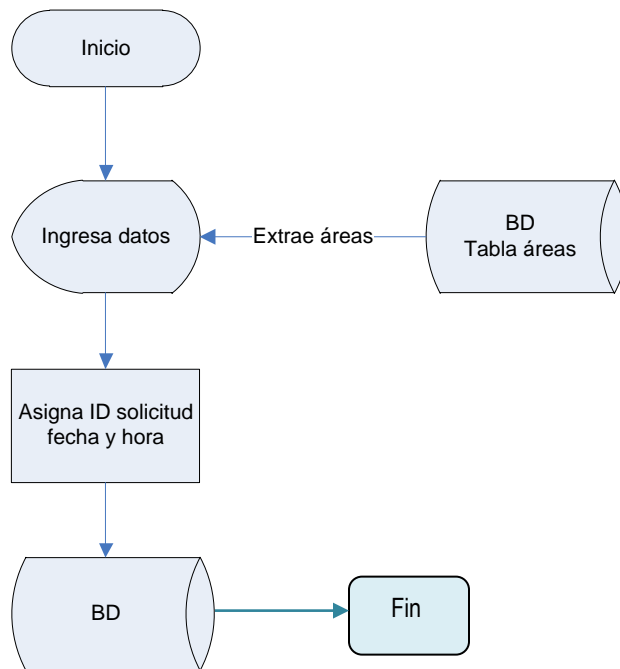 Inicio
Ingresa datos
Extrae áreas
BD
Tabla áreas
Asigna ID solicitud
fecha y hora
BD
Fin